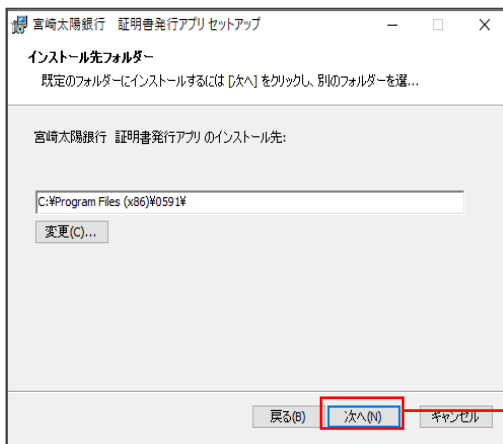 宮崎太陽銀行　証明書発行アプリ セットアップ
インストール先フォルダー
既定のフォルダーにインストールするには [次へ] をクリックし、別のフォルダーを選...
宮崎太陽銀行　証明書発行アプリ のインストール先:
C:¥Program Files (x86)¥0591¥
変更(C)...
戻る(B)
次へ(N)
キャンセル